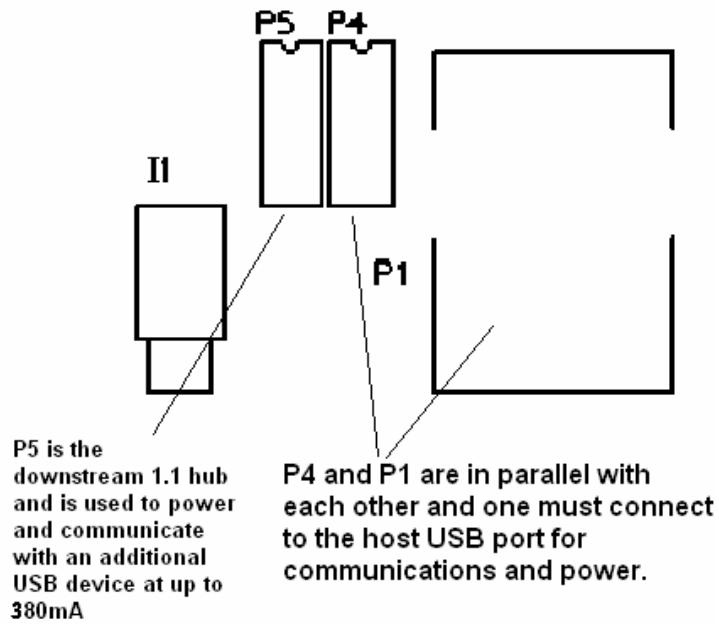 P5 P4
I1
P1
P5 is the
downstream 1.1 hub
and is used to power
and communicate
with an additional
USB device at up to
380mA
P4 and P1 are in parallel with
each other and one must connect
to the host USB port for
communications and power.